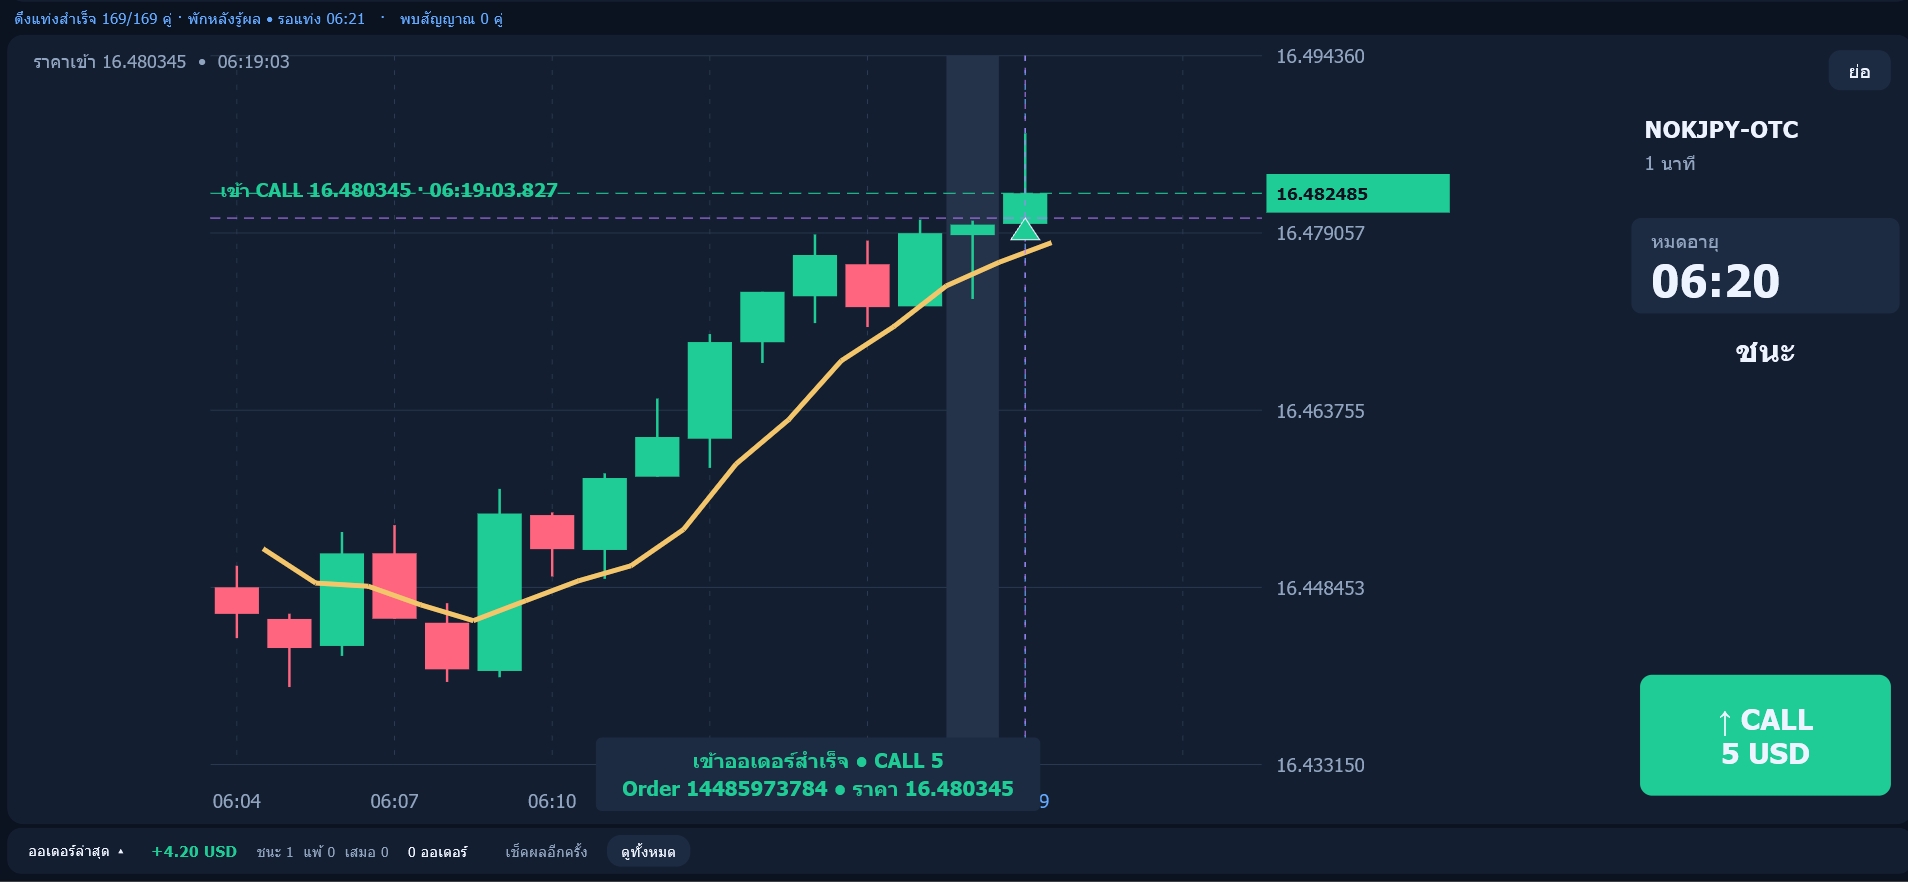 ดึงแท่งสำเร็จ 169/169 คู่ · พักหลังรู้ผล • รอแท่ง 06:21 · พบสัญญาณ 0 คู่
ราคาเข้า 16.480345 • 06:19:03
16.494360
ย่อ
NOKJPY-OTC
1 นาที
เข้า CALL 16.480345 · 06:19:03.827
16.482485
16.479057
หมดอายุ
06:20
ชนะ
16.463755
16.448453
↑ CALL
5 USD
เข้าออเดอร์สำเร็จ • CALL 5
Order 14485973784 • ราคา 16.480345
16.433150
06:04 06:07 06:10 9
ออเดอร์ล่าสุด ▴ +4.20 USD ชนะ 1 แพ้ 0 เสมอ 0 0 ออเดอร์ เช็คผลอีกครั้ง ดูทั้งหมด